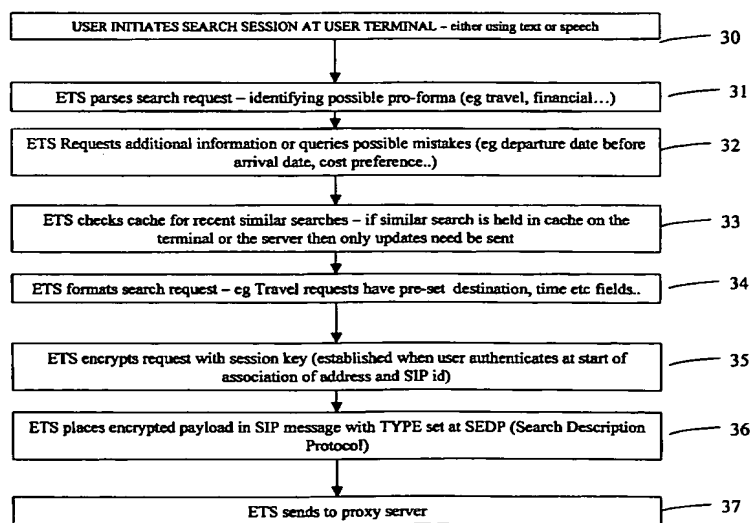 USER INITIATES SEARCH SESSION AT USER TERMINAL – either using text or speech
30
ETS parses search request – identifying possible pro-forma (eg travel, financial…)
31
ETS Requests additional information or queries possible mistakes (eg departure date before
arrival date, cost preference..)
32
ETS checks cache for recent similar searches – if similar search is held in cache on the
terminal or the server then only updates need be sent
33
ETS formats search request – eg Travel requests have pre-set destination, time etc fields..
34
ETS encrypts request with session key (established when user authenticates at start of
association of address and SIP id)
35
ETS places encrypted payload in SIP message with TYPE set at SEDP (Search Description
Protocol)
36
ETS sends to proxy server
37